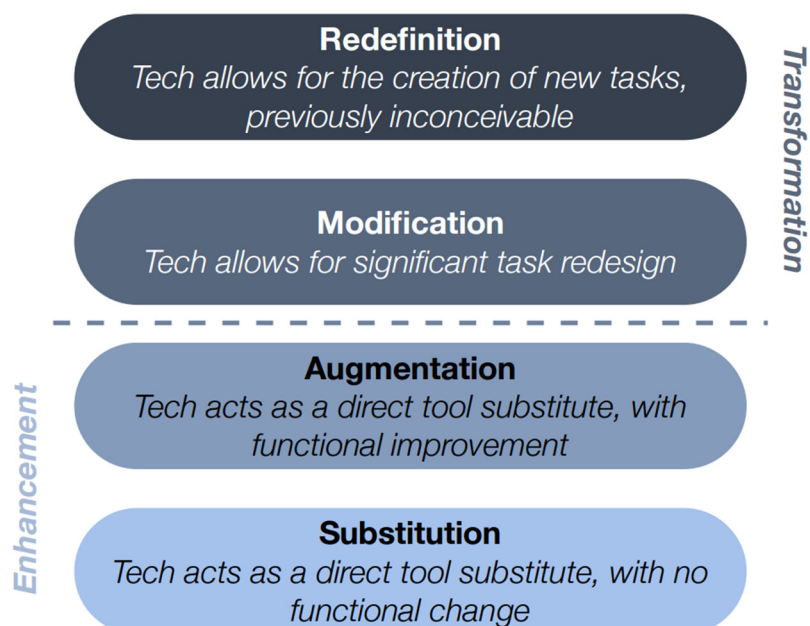 Redefinition
Tech allows for the creation of new tasks,
previously inconceivable
Transformation
Modification
Tech allows for significant task redesign
Augmentation
Tech acts as a direct tool substitute, with
functional improvement
Enhancement
Substitution
Tech acts as a direct tool substitute, with no
functional change